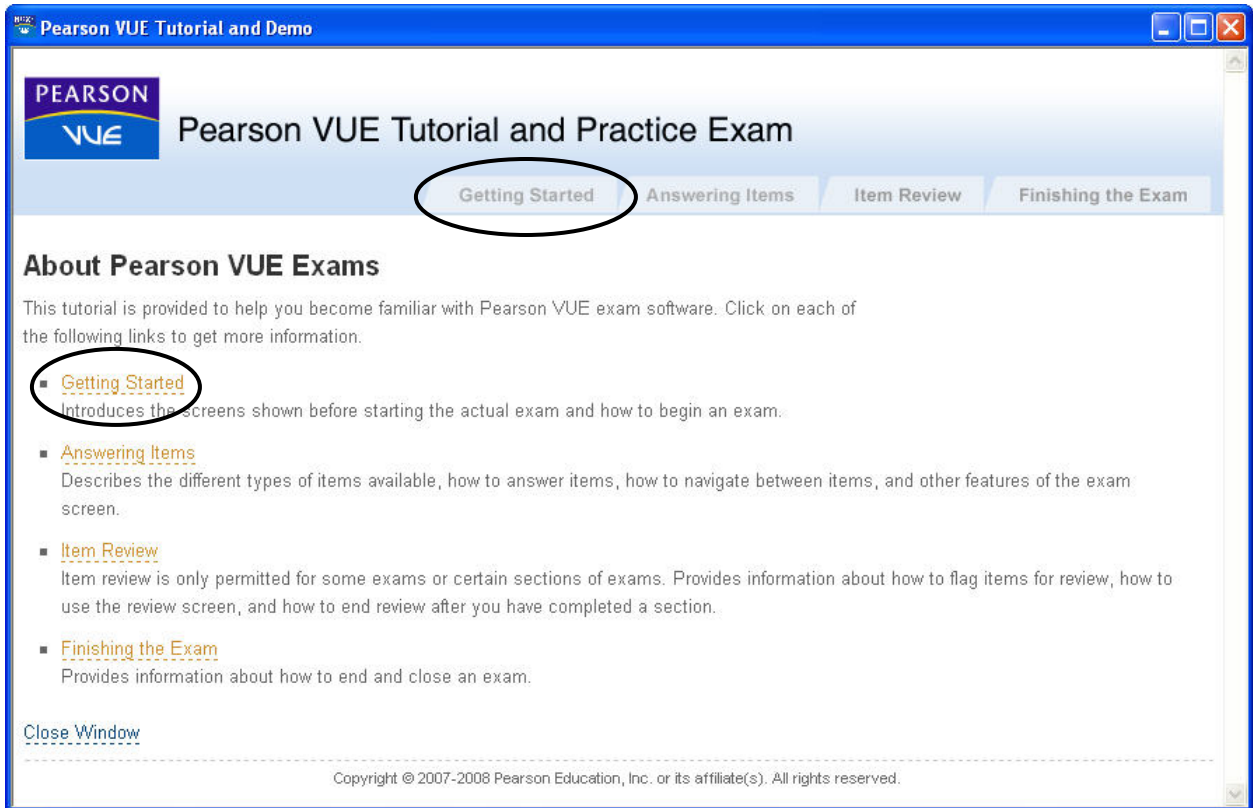 Pearson VUE Tutorial and Demo
PEARSON
VUE
Pearson VUE Tutorial and Practice Exam
Getting Started Answering Items Item Review Finishing the Exam
About Pearson VUE Exams
This tutorial is provided to help you become familiar with Pearson VUE exam software. Click on each of
the following links to get more information.
Getting Started
Introduces the screens shown before starting the actual exam and how to begin an exam.
Answering Items
Describes the different types of items available, how to answer items, how to navigate between items, and other features of the exam
screen.
Item Review
Item review is only permitted for some exams or certain sections of exams. Provides information about how to flag items for review, how to
use the review screen, and how to end review after you have completed a section.
Finishing the Exam
Provides information about how to end and close an exam.
Close Window
Copyright © 2007-2008 Pearson Education, Inc. or its affiliate(s). All rights reserved.